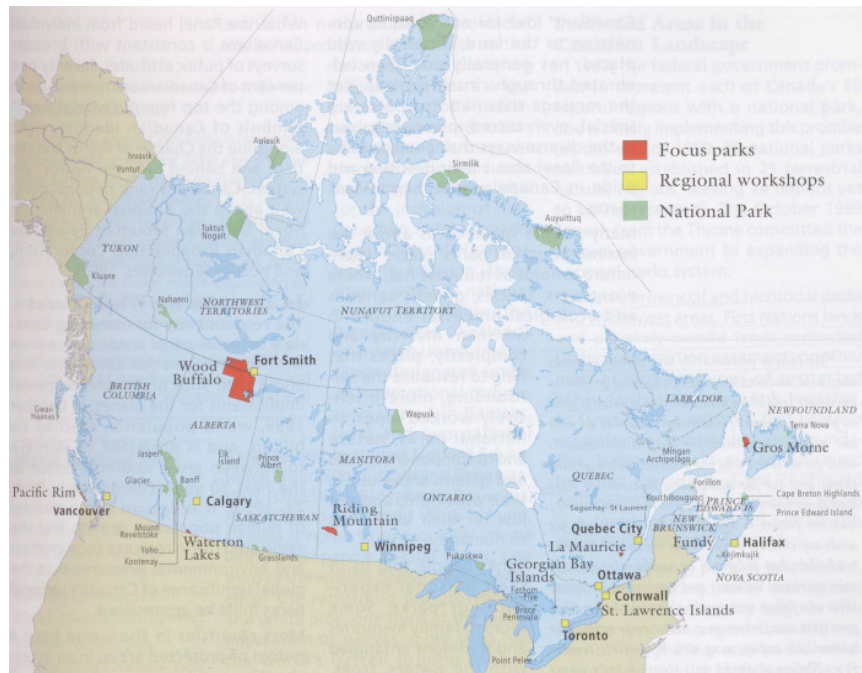 Quttinirpaaq
Ivvavik
Vuntut
Aulavik
Sirmilik
Focus parks
Regional workshops
National Park
Tuktut
Nogait
Auyuittuq
YUKON
Kluane
Nahanni
NORTHWEST
TERRITORIES
NUNAVUT TERRITORY
Wood
Buffalo
Fort Smith
BRITISH
COLUMBIA
ALBERTA
Gwaii
Haanas
Wapusk
LABRADOR
NEWFOUNDLAND
Terra Nova
Gros Morne
Jasper
Elk
Island
Prince
Albert
MANITOBA
Mingan
Archipelago
QUEBEC
Forillon
Glacier
Banff
Pacific Rim
Vancouver
Calgary
SASKATCHEWAN
Riding
Mountain
ONTARIO
Kouchibouguac
Cape Breton Highlands
PRINCE
EDWARD IS.
Prince Edward Island
Saguenay-St Laurent
Mount
Revelstoke
Yoho
Kootenay
Waterton
Lakes
Grasslands
Winnipeg
Pukaskwa
Quebec City
La Mauricie
NEW
BRUNSWICK
Fundy
Halifax
Kejimkujik
NOVA SCOTIA
Georgian Bay
Islands
Ottawa
Fathom
Five
Cornwall
St. Lawrence Islands
Bruce
Peninsula
Toronto
Point Pelee